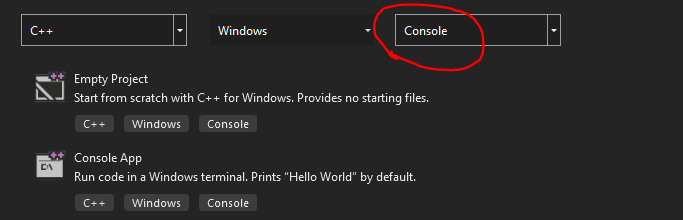 C++ Windows Console
Empty Project
Start from scratch with C++ for Windows. Provides no starting files.
C++ Windows Console
Console App
Run code in a Windows terminal. Prints “Hello World” by default.
C++ Windows Console